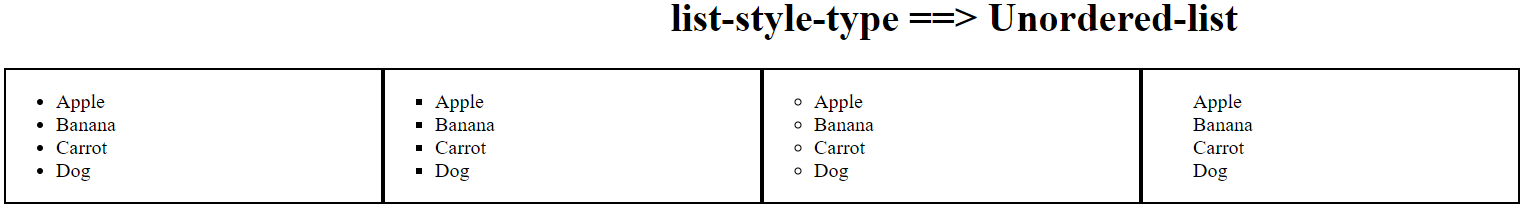 list-style-type ==> Unordered-list
• Apple
• Banana
• Carrot
• Dog
▪ Apple
▪ Banana
▪ Carrot
▪ Dog
◦ Apple
◦ Banana
◦ Carrot
◦ Dog
Apple
Banana
Carrot
Dog